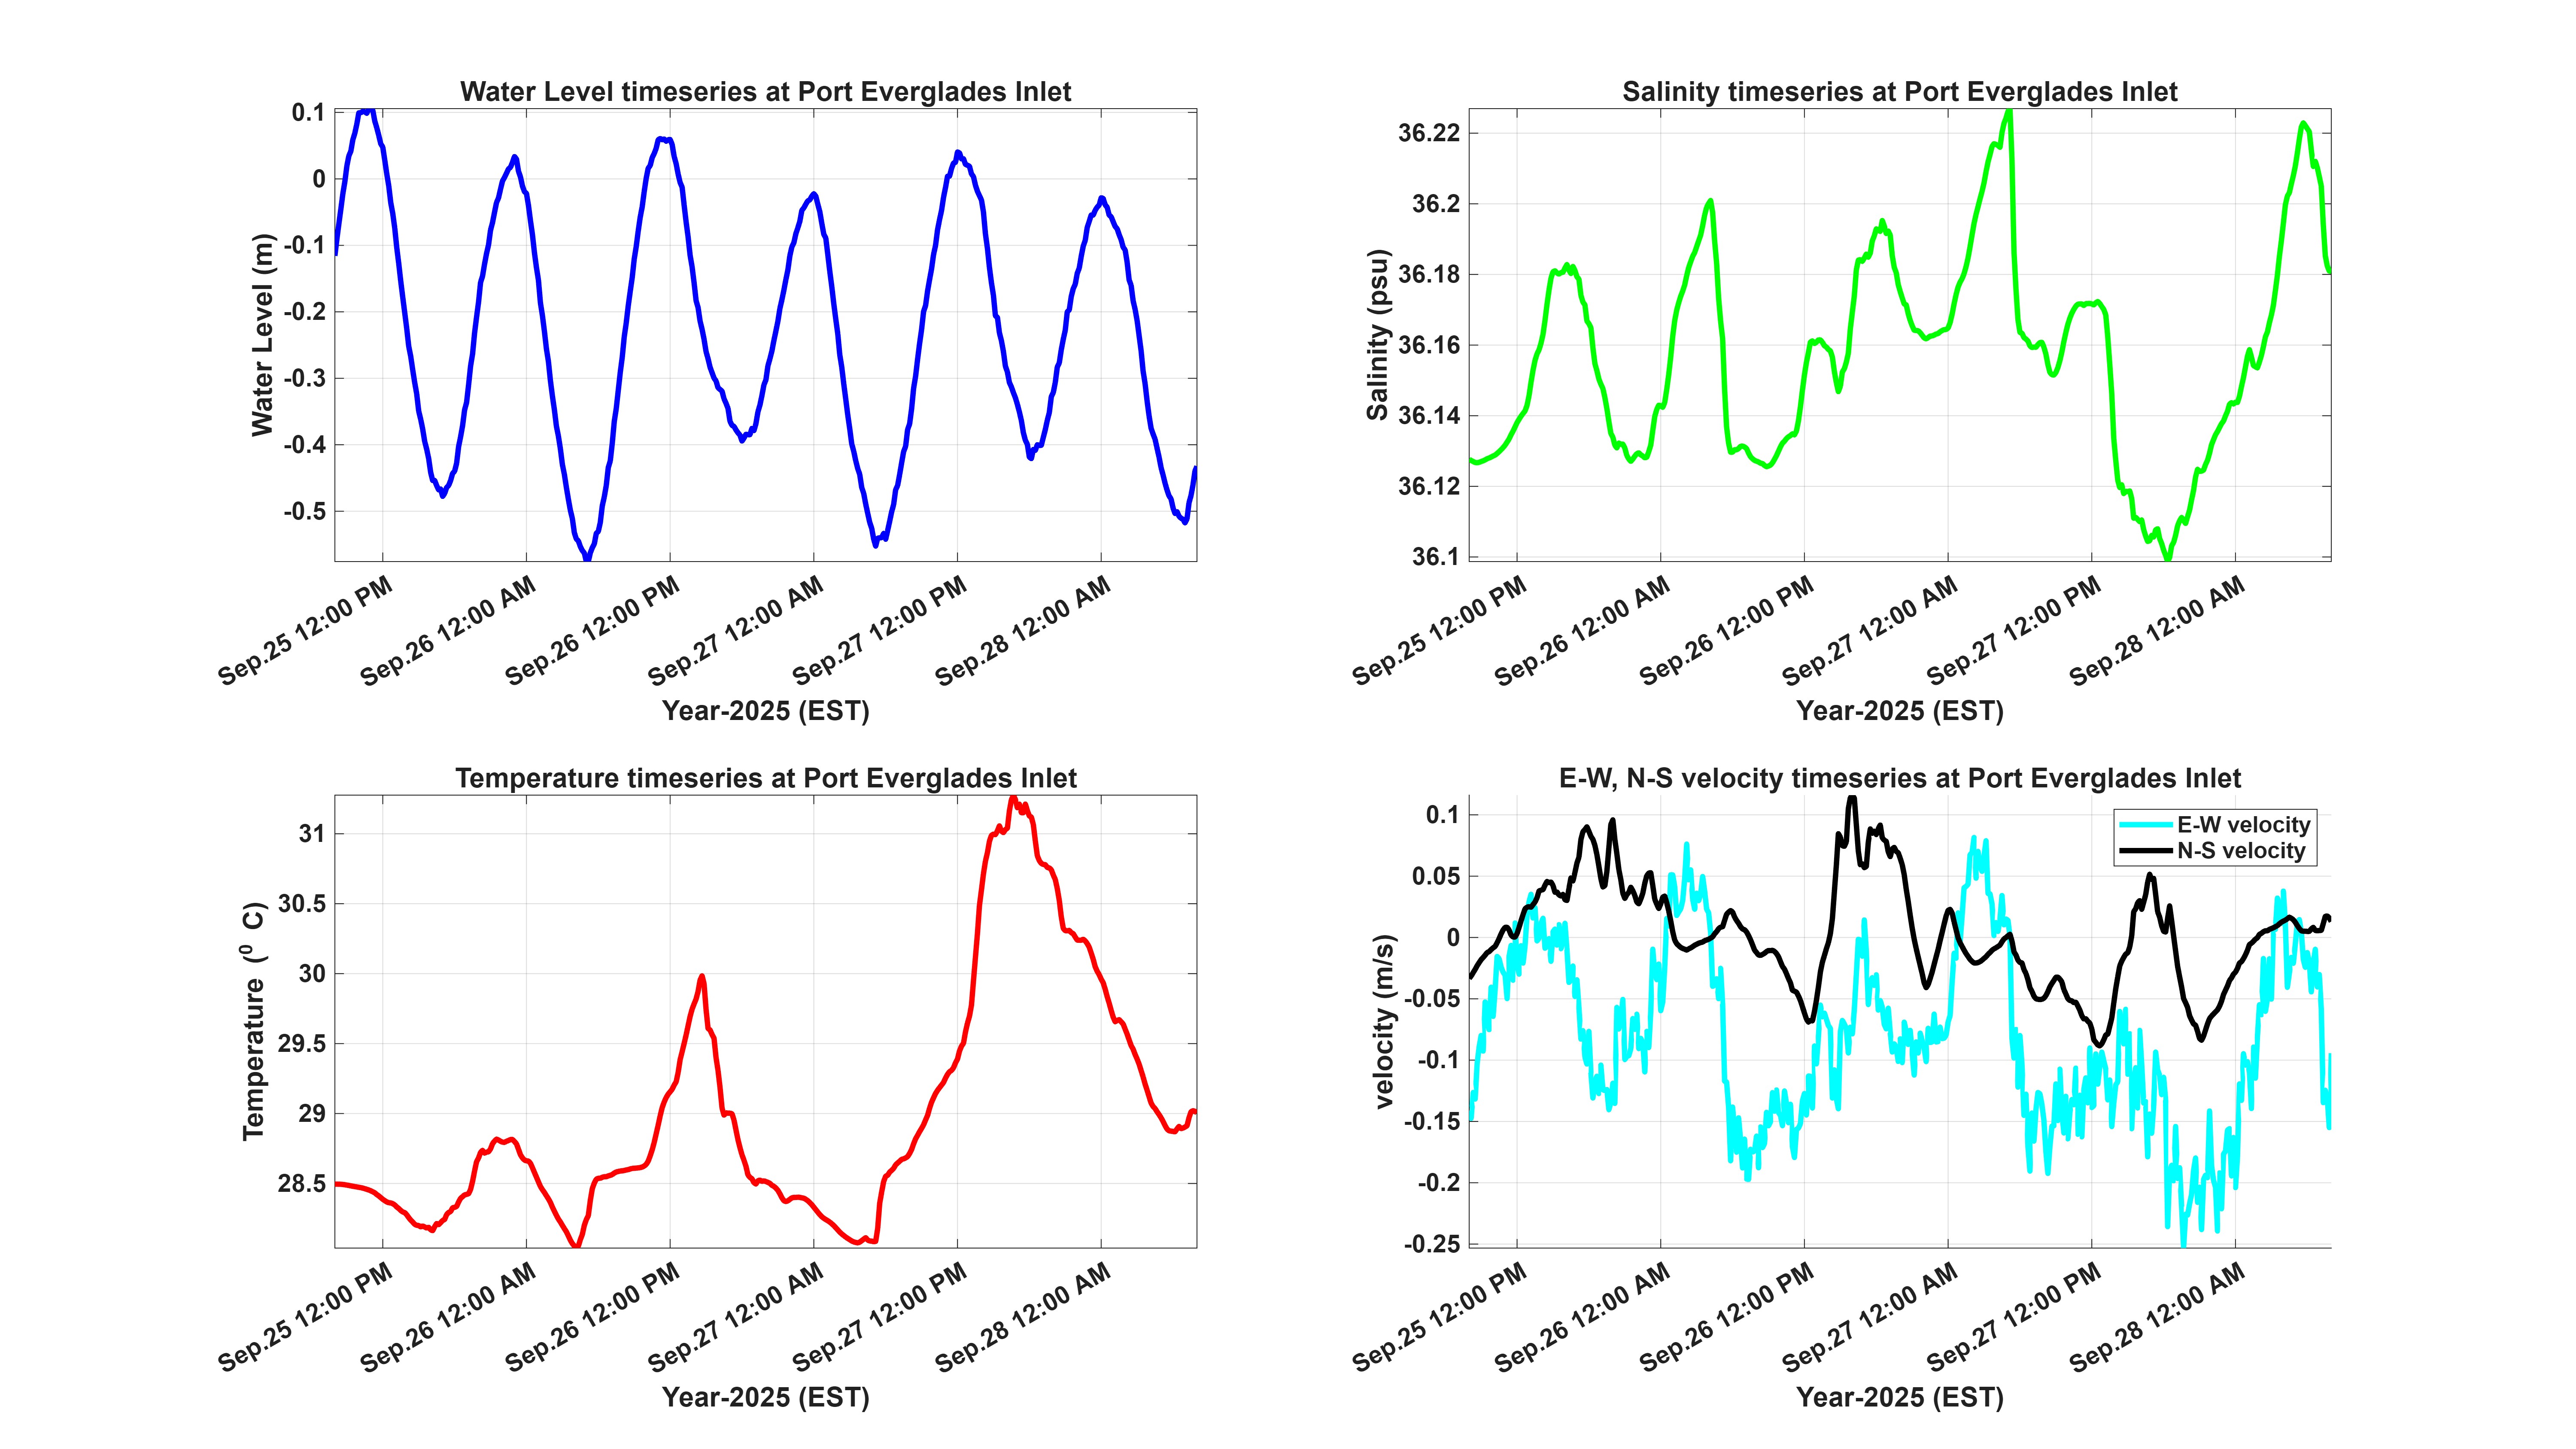 Water Level timeseries at Port Everglades Inlet
Water Level (m)
0.1
0
-0.1
-0.2
-0.3
-0.4
-0.5
Sep.25 12:00 PM
Sep.26 12:00 AM
Sep.26 12:00 PM
Sep.27 12:00 AM
Sep.27 12:00 PM
Sep.28 12:00 AM
Year-2025 (EST)
Salinity timeseries at Port Everglades Inlet
Salinity (psu)
36.22
36.2
36.18
36.16
36.14
36.12
36.1
Sep.25 12:00 PM
Sep.26 12:00 AM
Sep.26 12:00 PM
Sep.27 12:00 AM
Sep.27 12:00 PM
Sep.28 12:00 AM
Year-2025 (EST)
Temperature timeseries at Port Everglades Inlet
Temperature (⁰ C)
31
30.5
30
29.5
29
28.5
Sep.25 12:00 PM
Sep.26 12:00 AM
Sep.26 12:00 PM
Sep.27 12:00 AM
Sep.27 12:00 PM
Sep.28 12:00 AM
Year-2025 (EST)
E-W, N-S velocity timeseries at Port Everglades Inlet
velocity (m/s)
0.1
0.05
0
-0.05
-0.1
-0.15
-0.2
-0.25
E-W velocity
N-S velocity
Sep.25 12:00 PM
Sep.26 12:00 AM
Sep.26 12:00 PM
Sep.27 12:00 AM
Sep.27 12:00 PM
Sep.28 12:00 AM
Year-2025 (EST)